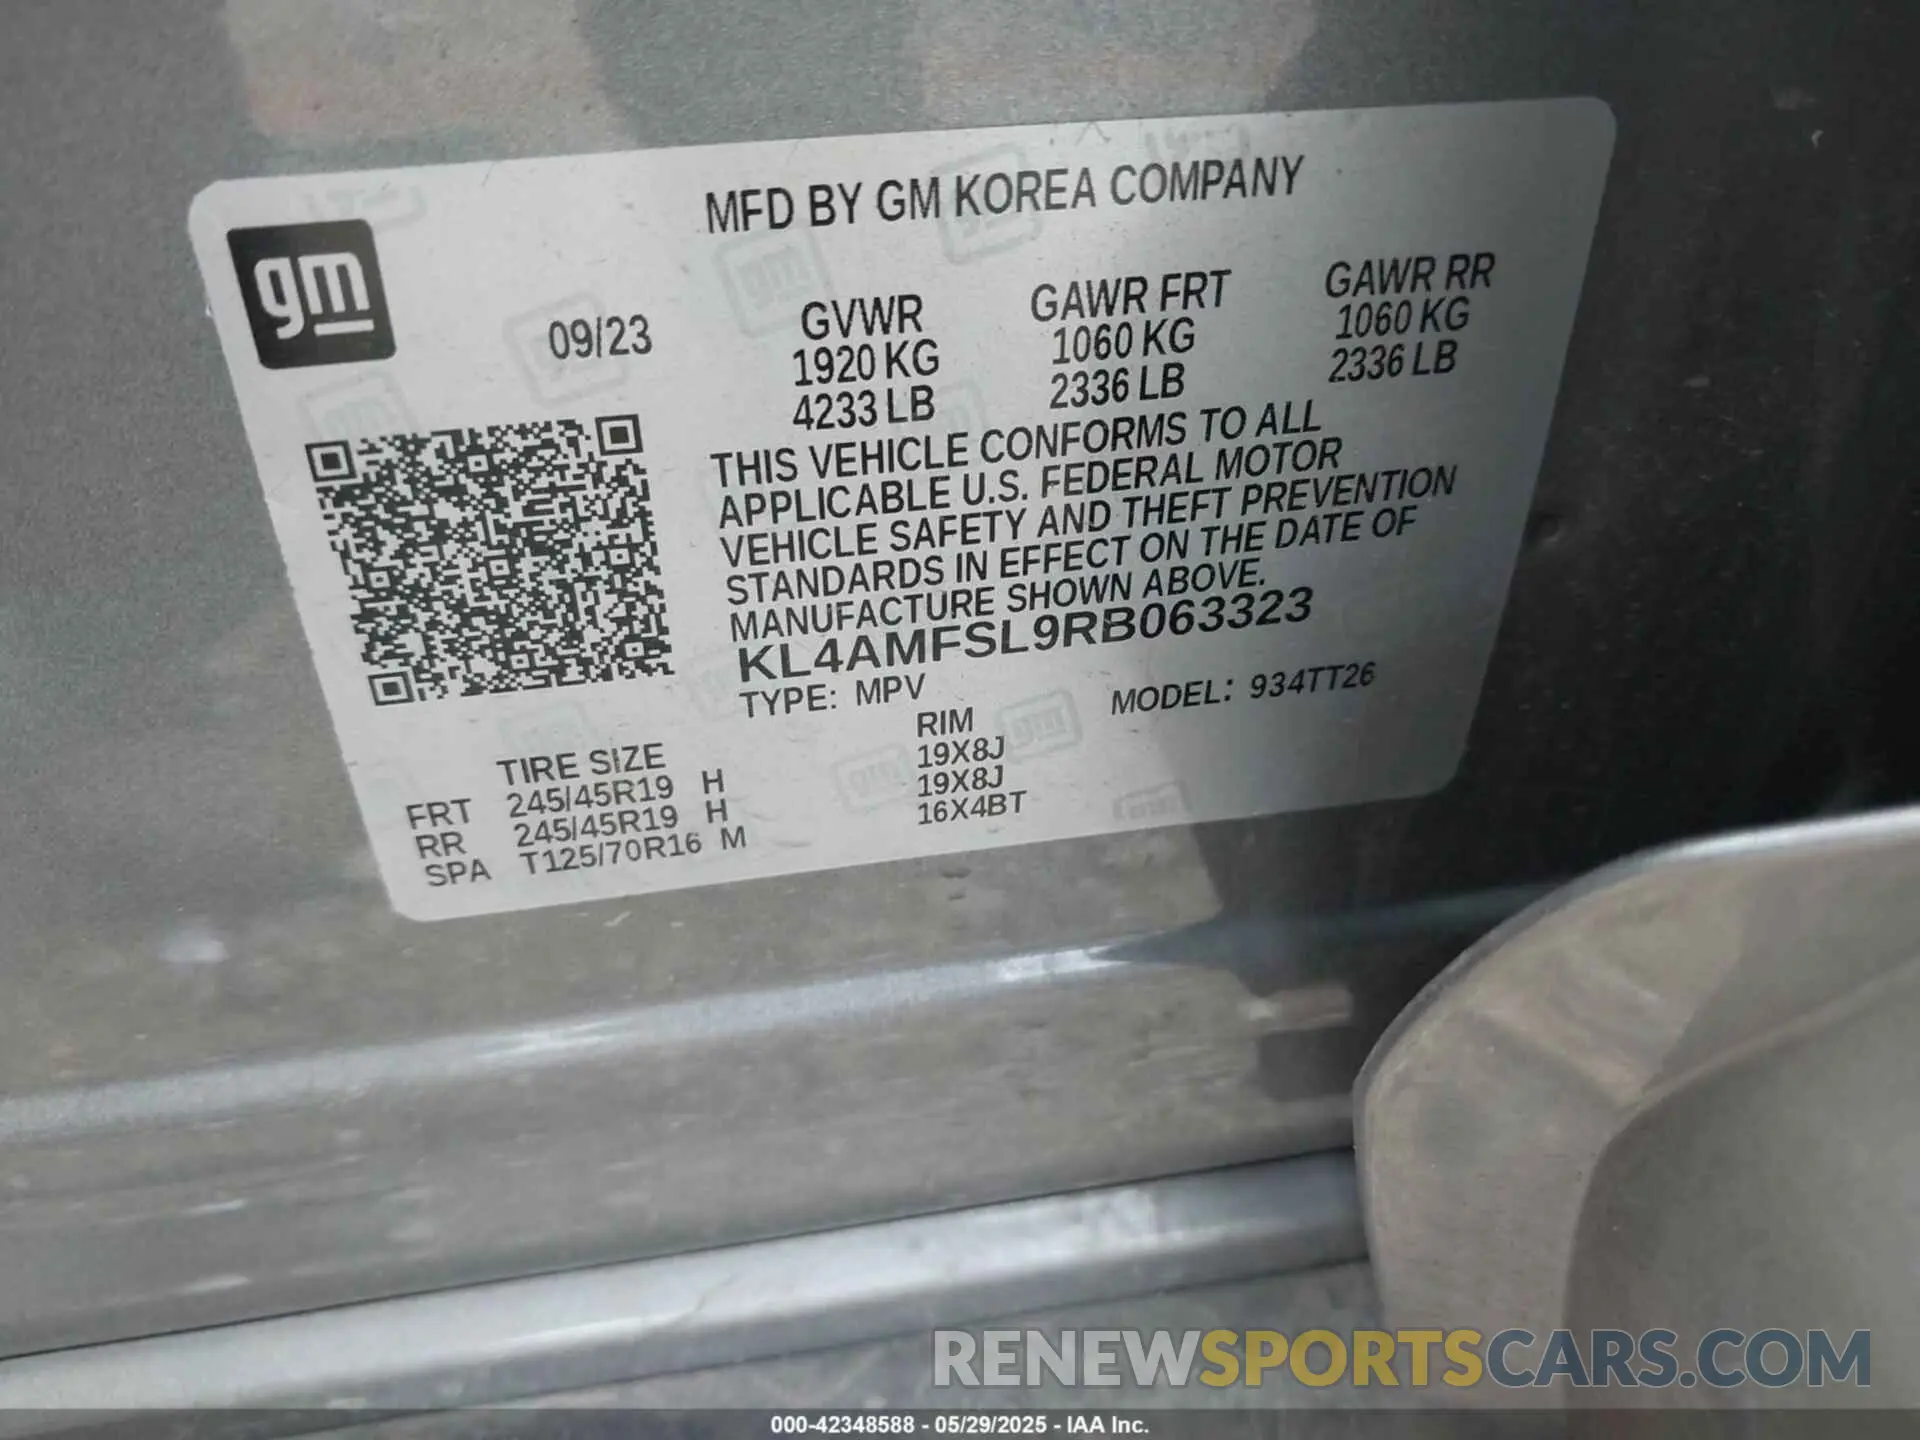 MFD BY GM KOREA COMPANY
gm
09/23
GVWR GAWR FRT GAWR RR
1920 KG 1060 KG 1060 KG
4233 LB 2336 LB 2336 LB
THIS VEHICLE CONFORMS TO ALL
APPLICABLE U.S. FEDERAL MOTOR
VEHICLE SAFETY AND THEFT PREVENTION
STANDARDS IN EFFECT ON THE DATE OF
MANUFACTURE SHOWN ABOVE.
KL4AMFSL9RB063323
TYPE: MPV MODEL: 934TT26
TIRE SIZE RIM
FRT 245/45R19 H 19X8J
RR 245/45R19 H 19X8J
SPA T125/70R16 M 16X4BT
RENEWSPORTSCARS.COM
000-42348588 - 05/29/2025 - IAA Inc.